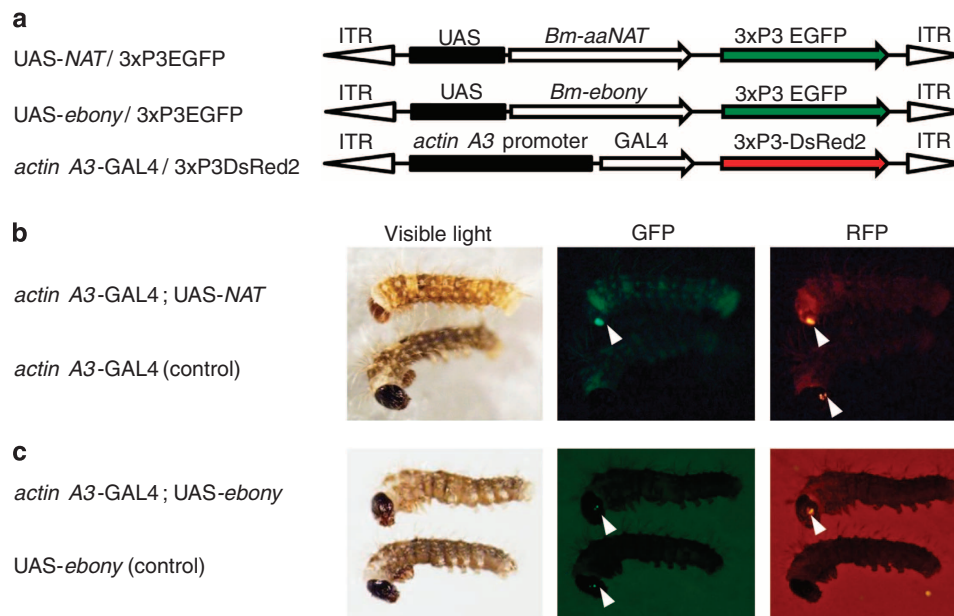 a
ITR UAS Bm-aaNAT 3xP3 EGFP ITR
UAS-NAT/ 3xP3EGFP
ITR UAS Bm-ebony 3xP3 EGFP ITR
UAS-ebony/ 3xP3EGFP
ITR actin A3 promoter GAL4 3xP3-DsRed2 ITR
actin A3-GAL4/ 3xP3DsRed2
b
Visible light GFP RFP
actin A3-GAL4; UAS-NAT
actin A3-GAL4 (control)
c
actin A3-GAL4; UAS-ebony
UAS-ebony (control)